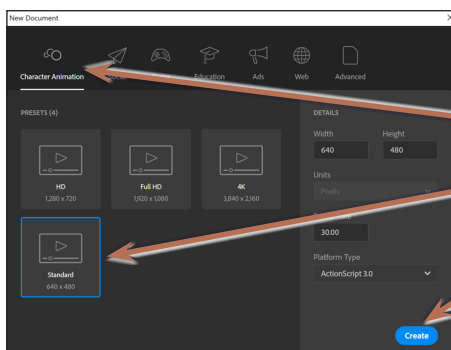 New Document
Character Animation
Education
Ads
Web
Advanced
PRESETS (4)
HD
1,280 x 720
Full HD
1,920 x 1,080
4K
3,840 x 2,160
Standard
640 x 480
DETAILS
Width
Height
640
480
Units
Pixels
30.00
Platform Type
ActionScript 3.0
Create